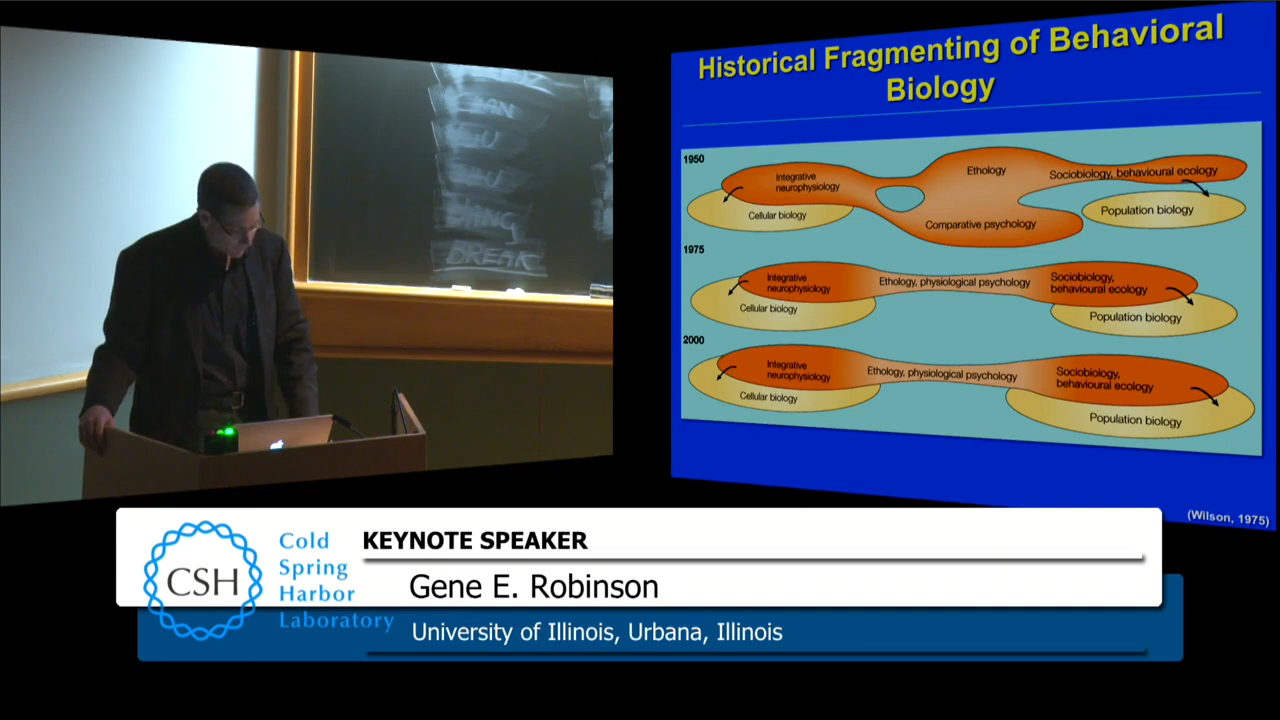 BREAK
Historical Fragmenting of Behavioral
Biology
1950
Integrative
neurophysiology
Cellular biology
Ethology
Comparative psychology
Sociobiology, behavioural ecology
Population biology
1975
Integrative
neurophysiology
Cellular biology
Ethology, physiological psychology
Sociobiology,
behavioural ecology
Population biology
2000
Integrative
neurophysiology
Cellular biology
Ethology, physiological psychology
Sociobiology,
behavioural ecology
Population biology
(Wilson, 1975)
CSH
Cold
Spring
Harbor
Laboratory
KEYNOTE SPEAKER
Gene E. Robinson
University of Illinois, Urbana, Illinois